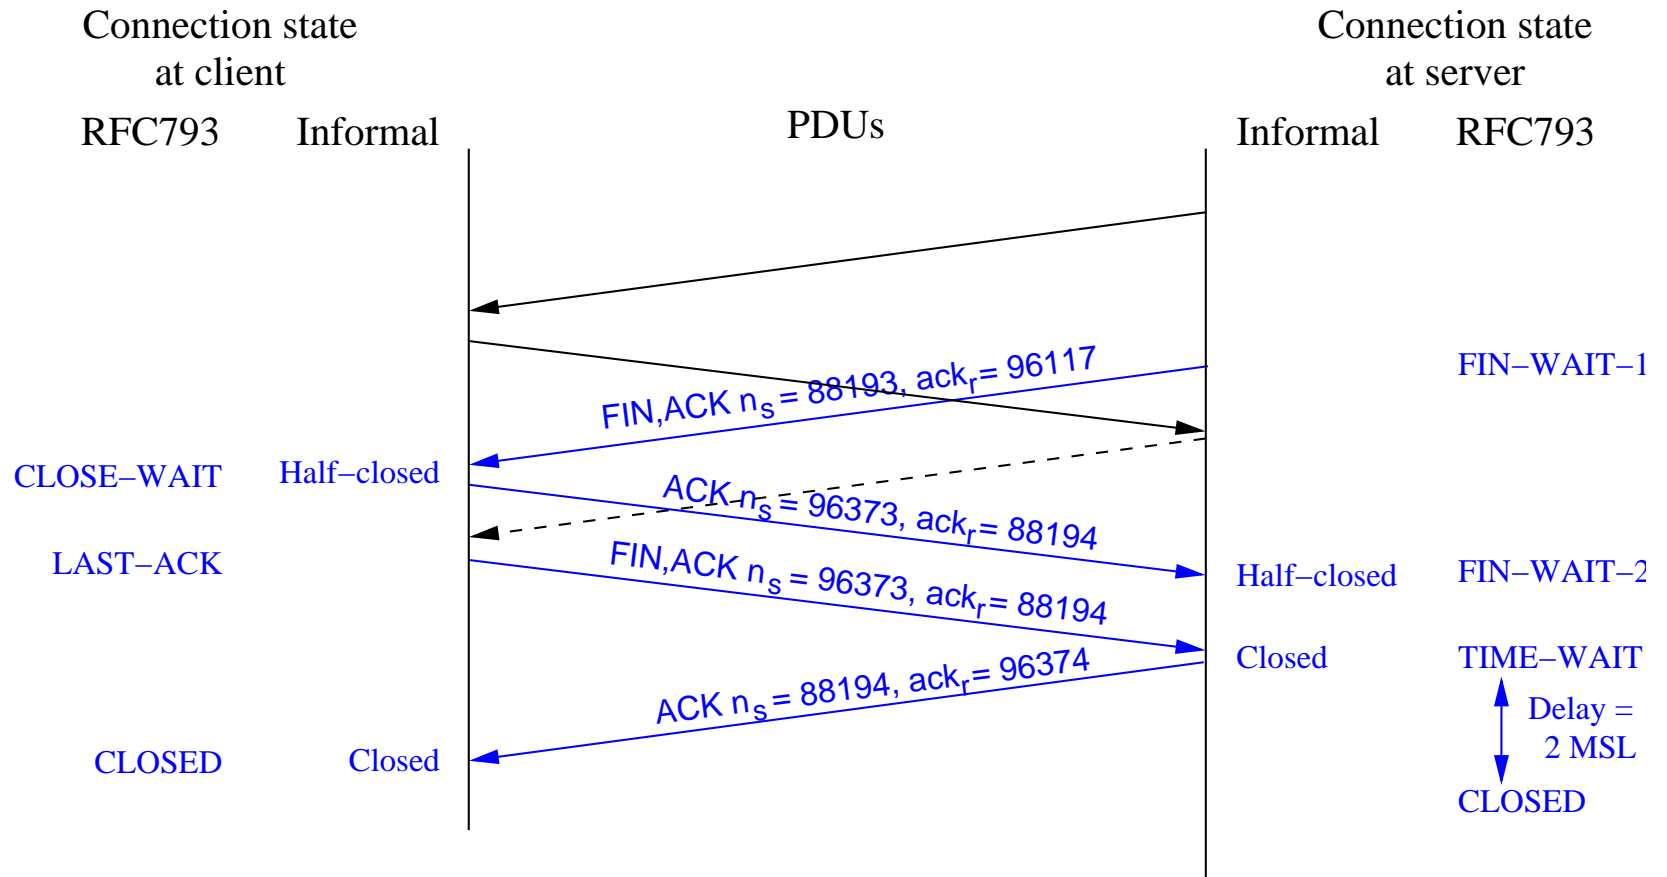 Connection state
at client
Connection state
at server
RFC793
Informal
PDUs
Informal
RFC793
FIN,ACK nₛ = 88193, ackᵣ = 96117
FIN−WAIT−1
CLOSE−WAIT
Half−closed
ACK nₛ = 96373, ackᵣ = 88194
LAST−ACK
FIN,ACK nₛ = 96373, ackᵣ = 88194
Half−closed
FIN−WAIT−2
Closed
TIME−WAIT
ACK nₛ = 88194, ackᵣ = 96374
Delay =
2 MSL
CLOSED
Closed
CLOSED